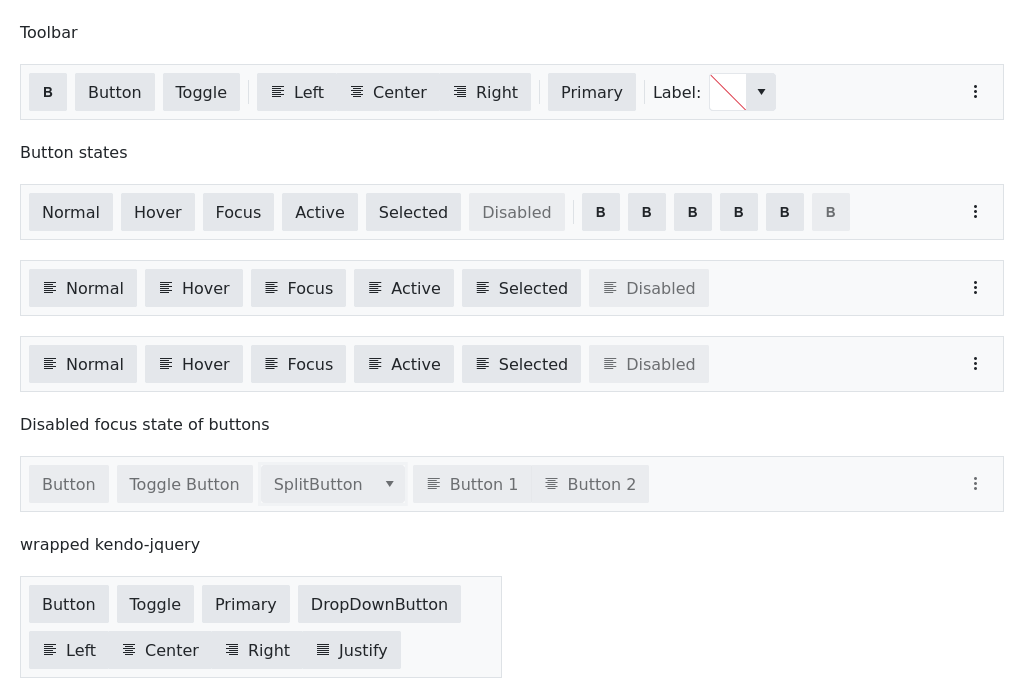 Toolbar
B Button Toggle Left Center Right Primary Label:
Button states
Normal Hover Focus Active Selected Disabled B B B B B B
Normal Hover Focus Active Selected Disabled
Normal Hover Focus Active Selected Disabled
Disabled focus state of buttons
Button Toggle Button SplitButton Button 1 Button 2
wrapped kendo-jquery
Button Toggle Primary DropDownButton
Left Center Right Justify